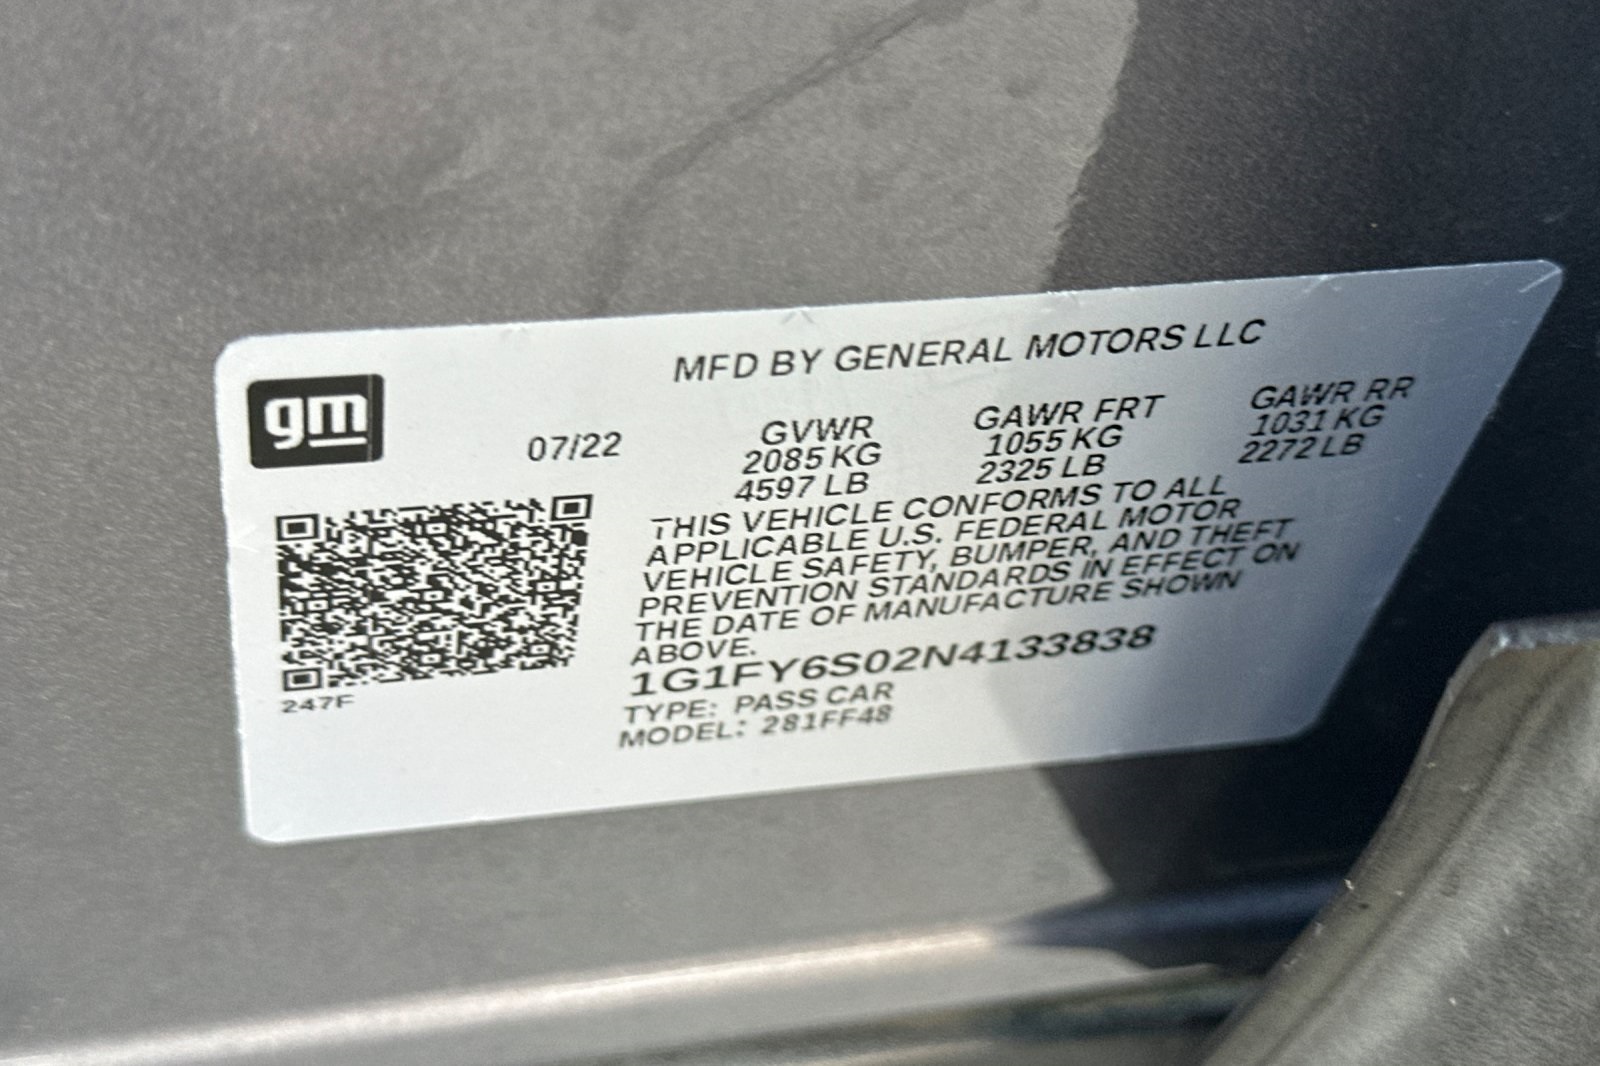 MFD BY GENERAL MOTORS LLC
gm
07/22
GVWR
2085 KG
4597 LB
GAWR FRT
1055 KG
2325 LB
GAWR RR
1031 KG
2272 LB
THIS VEHICLE CONFORMS TO ALL
APPLICABLE U.S. FEDERAL MOTOR
VEHICLE SAFETY, BUMPER, AND THEFT
PREVENTION STANDARDS IN EFFECT ON
THE DATE OF MANUFACTURE SHOWN
ABOVE.
1G1FY6S02N4133838
TYPE: PASS CAR
MODEL: 281FF48
247F